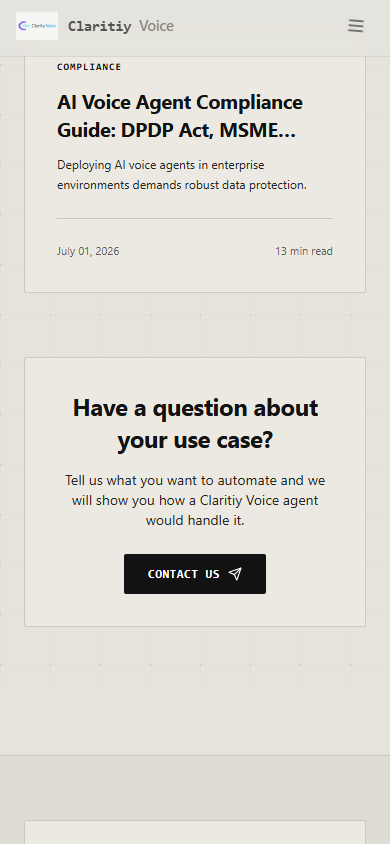 Clarity Voice
Claritiy Voice
COMPLIANCE
AI Voice Agent Compliance
Guide: DPDP Act, MSME...
Deploying AI voice agents in enterprise
environments demands robust data protection.
July 01, 2026
13 min read
Have a question about
your use case?
Tell us what you want to automate and we
will show you how a Claritiy Voice agent
would handle it.
CONTACT US